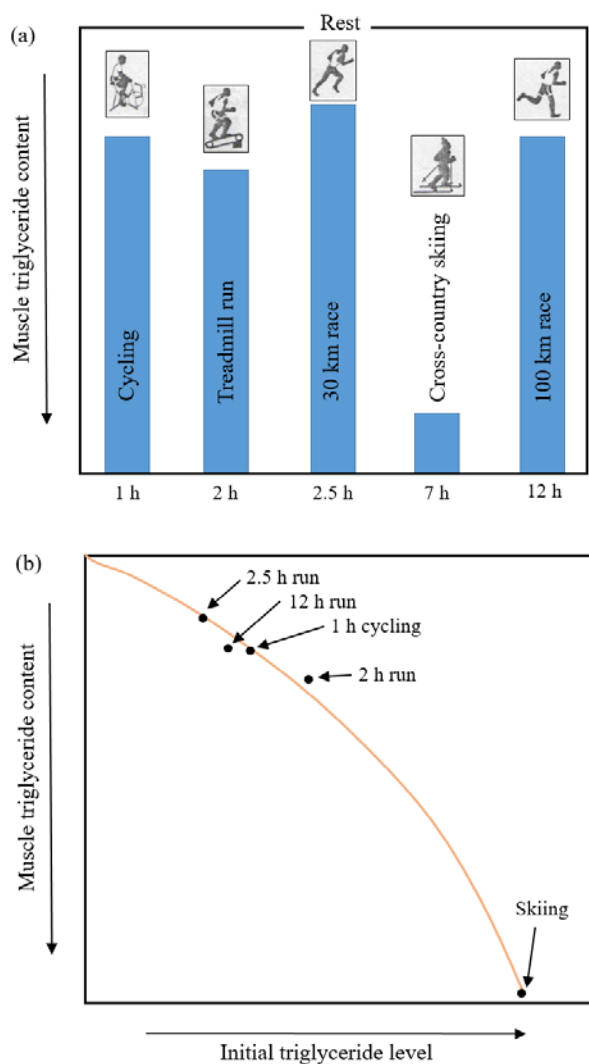 (a)
Rest
Muscle triglyceride content
Cycling
Treadmill run
30 km race
Cross-country skiing
100 km race
1 h
2 h
2.5 h
7 h
12 h
(b)
2.5 h run
12 h run
1 h cycling
2 h run
Muscle triglyceride content
Skiing
Initial triglyceride level